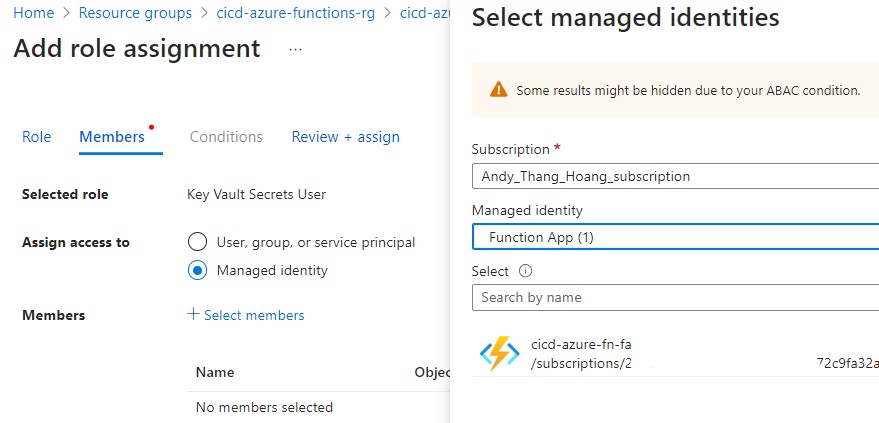 Home > Resource groups > cicd-azure-functions-rg > cicd-az
Add role assignment ...
Role Members Conditions Review + assign
Selected role Key Vault Secrets User
Assign access to User, group, or service principal
Managed identity
Members + Select members
Name Objec
No members selected
Select managed identities
Some results might be hidden due to your ABAC condition.
Subscription *
Andy_Thang_Hoang_subscription
Managed identity
Function App (1)
Select
Search by name
cicd-azure-fn-fa
/subscriptions/2 72c9fa32a